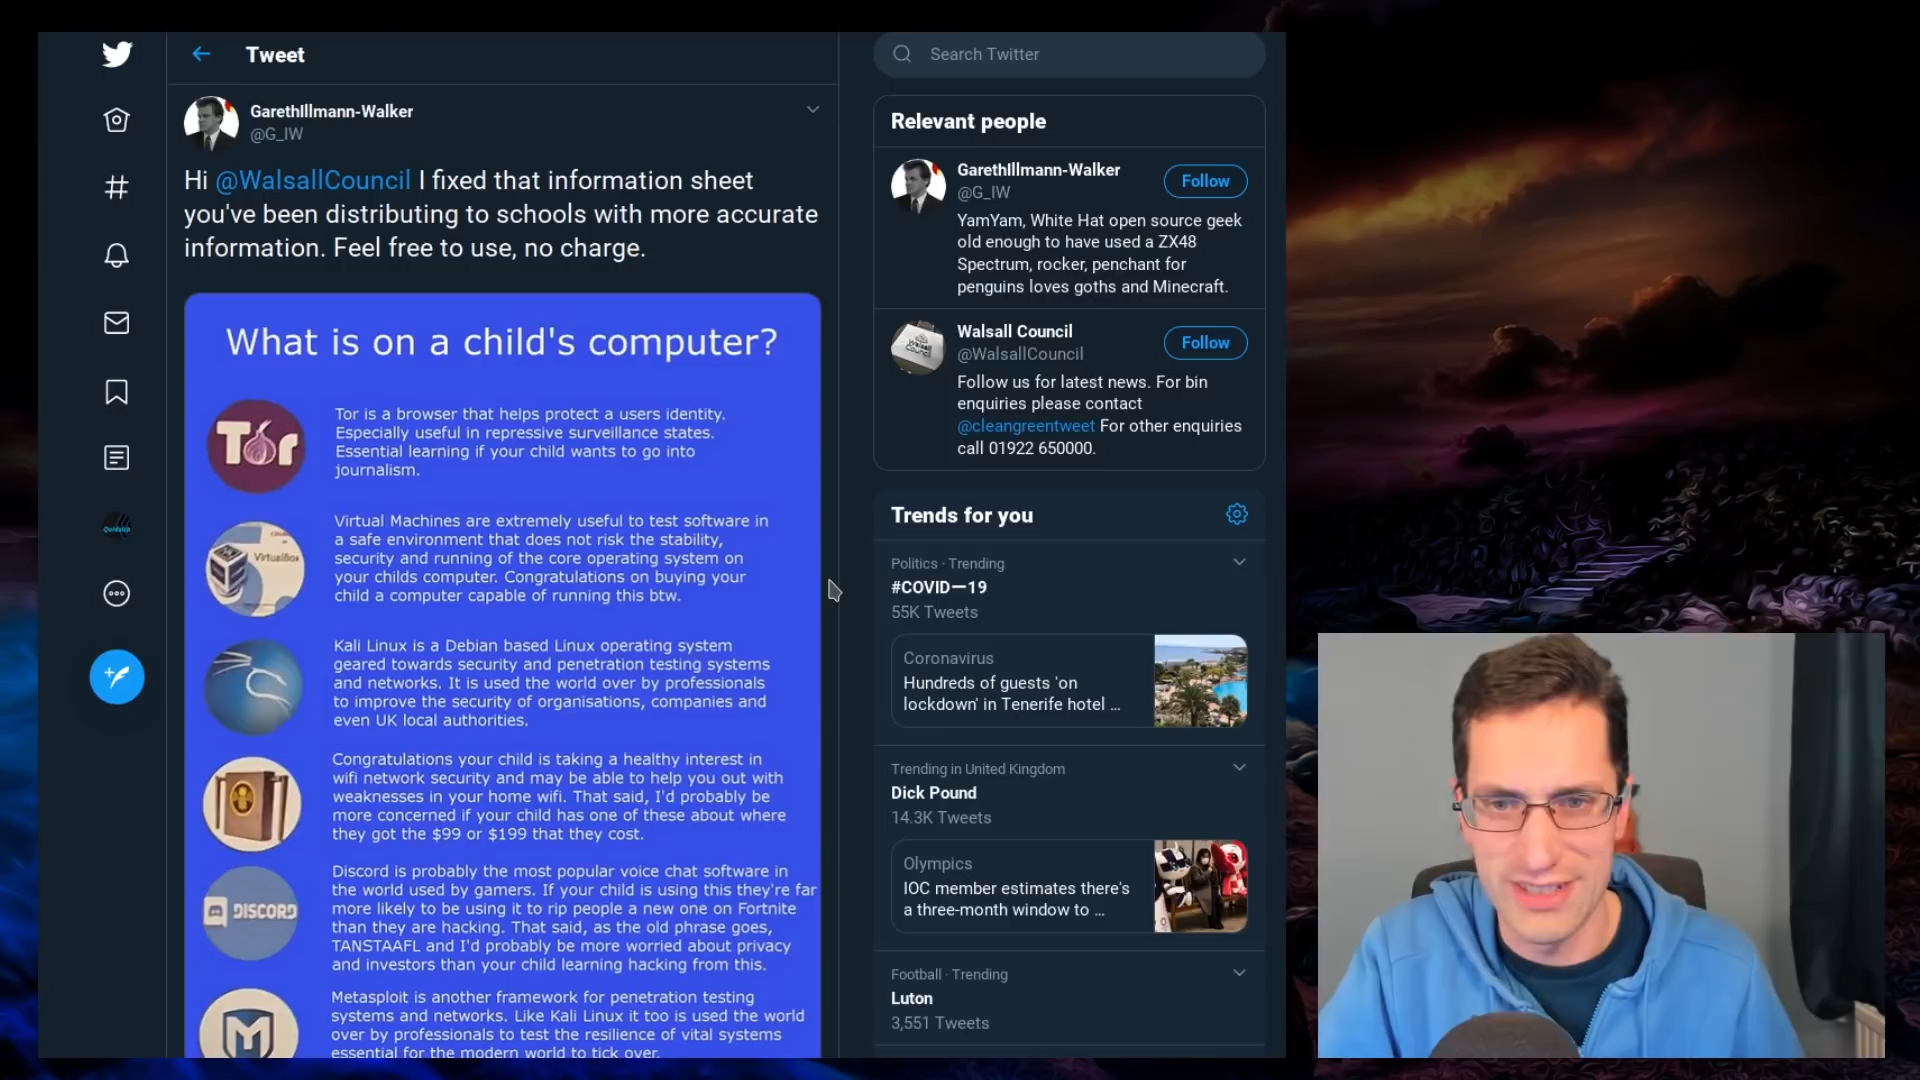 Tweet
GarethIllmann-Walker
@G_IW
Hi @WalsallCouncil I fixed that information sheet
you've been distributing to schools with more accurate
information. Feel free to use, no charge.
What is on a child's computer?
Tor
Tor is a browser that helps protect a users identity.
Especially useful in repressive surveillance states.
Essential learning if your child wants to go into
journalism.
VirtualBox
Virtual Machines are extremely useful to test software in
a safe environment that does not risk the stability,
security and running of the core operating system on
your childs computer. Congratulations on buying your
child a computer capable of running this btw.
Kali Linux is a Debian based Linux operating system
geared towards security and penetration testing systems
and networks. It is used the world over by professionals
to improve the security of organisations, companies and
even UK local authorities.
Congratulations your child is taking a healthy interest in
wifi network security and may be able to help you out with
weaknesses in your home wifi. That said, I'd probably be
more concerned if your child has one of these about where
they got the $99 or $199 that they cost.
DISCORD
Discord is probably the most popular voice chat software in
the world used by gamers. If your child is using this they're far
more likely to be using it to rip people a new one on Fortnite
than they are hacking. That said, as the old phrase goes,
TANSTAAFL and I'd probably be more worried about privacy
and investors than your child learning hacking from this.
M
Metasploit is another framework for penetration testing
systems and networks. Like Kali Linux it too is used the world
over by professionals to test the resilience of vital systems
essential for the modern world to tick over.
Search Twitter
Relevant people
GarethIllmann-Walker
@G_IW
Follow
YamYam, White Hat open source geek
old enough to have used a ZX48
Spectrum, rocker, penchant for
penguins loves goths and Minecraft.
Walsall Council
@WalsallCouncil
Follow
Follow us for latest news. For bin
enquiries please contact
@cleangreentweet For other enquiries
call 01922 650000.
Trends for you
Politics · Trending
#COVID—19
55K Tweets
Coronavirus
Hundreds of guests 'on
lockdown' in Tenerife hotel ...
Trending in United Kingdom
Dick Pound
14.3K Tweets
Olympics
IOC member estimates there's
a three-month window to ...
Football · Trending
Luton
3,551 Tweets